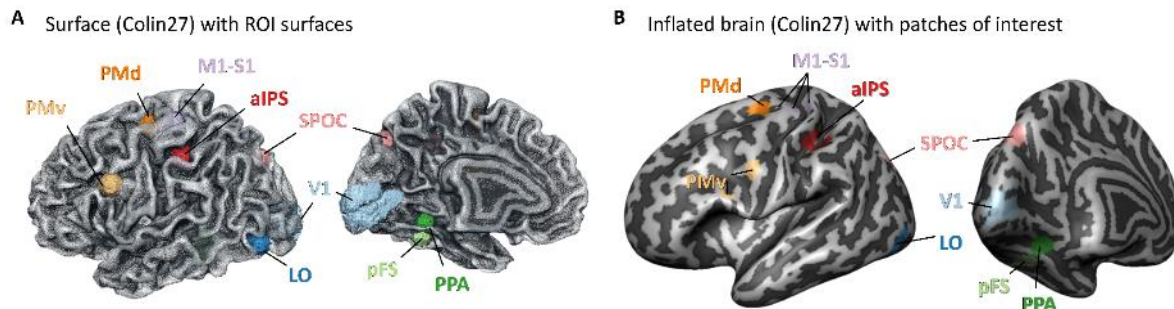 A Surface (Colin27) with ROI surfaces
PMd
M1-S1
PMv
aIPS
SPOC
V1
LO
pFS
PPA
B Inflated brain (Colin27) with patches of interest
M1-S1
PMd
aIPS
SPOC
PMv
V1
LO
pFS
PPA